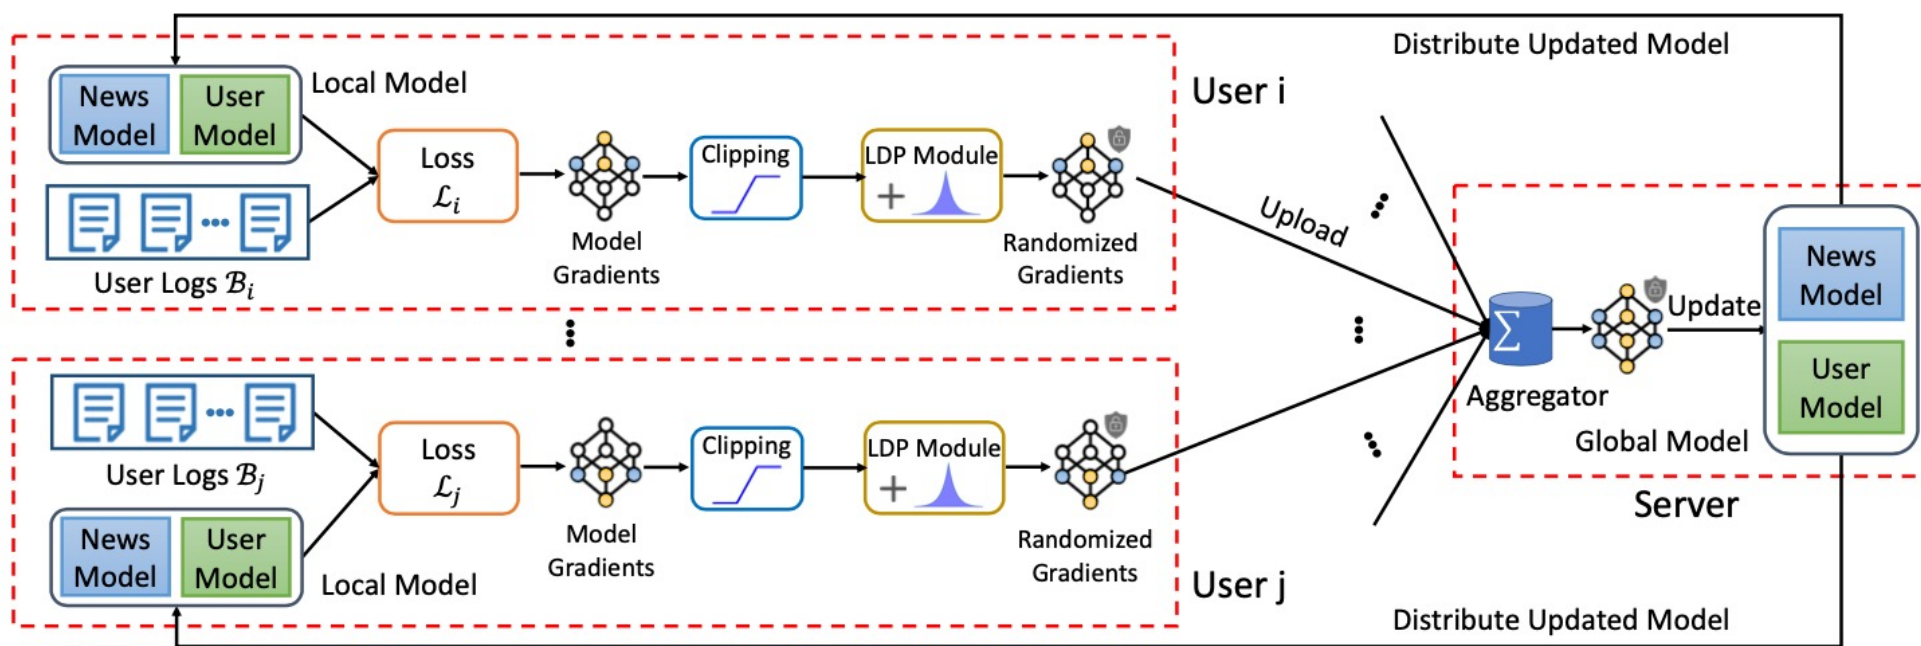 Distribute Updated Model
News
Model
User
Model
Local Model
User i
Loss
ℒᵢ
Clipping
LDP Module
+
Model
Gradients
Randomized
Gradients
User Logs ℬᵢ
Upload
Σ
Aggregator
Update
News
Model
User
Model
Global Model
Server
User Logs ℬⱼ
Loss
ℒⱼ
Clipping
LDP Module
+
Model
Gradients
Randomized
Gradients
News
Model
User
Model
Local Model
User j
Distribute Updated Model